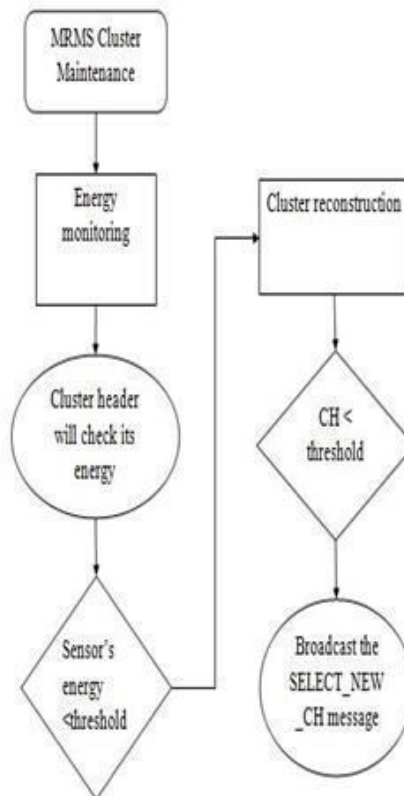 MRMS Cluster
Maintenance
Energy
monitoring
Cluster header
will check its
energy
Sensor's
energy
<threshold
Cluster reconstruction
CH <
threshold
Broadcast the
SELECT_NEW
_CH message